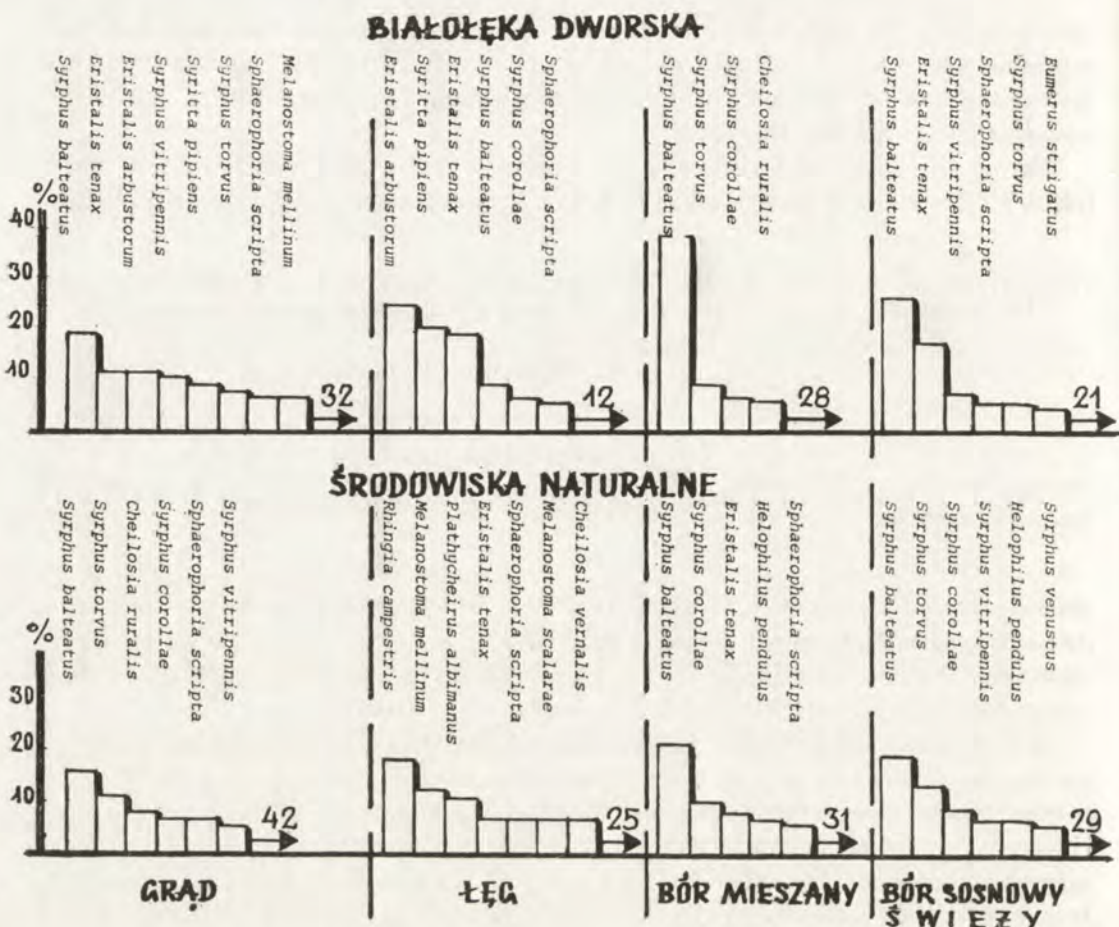 BIAŁOŁĘKA DWORSKA
Syrphus balteatus
Eristalis tenax
Eristalis arbustorum
Syrphus vitripennis
Syritta pipiens
Syrphus torvus
Sphaerophoria scripta
Melanostoma mellinum
Eristalis arbustorum
Syritta pipiens
Eristalis tenax
Syrphus balteatus
Syrphus corollae
Sphaerophoria scripta
Syrphus balteatus
Syrphus torvus
Syrphus corollae
Cheilosia ruralis
Syrphus balteatus
Eristalis tenax
Syrphus vitripennis
Sphaerophoria scripta
Syrphus torvus
Eumerus strigatus
%
40
30
20
10
32
12
28
21
ŚRODOWISKA NATURALNE
Syrphus balteatus
Syrphus torvus
Cheilosia ruralis
Syrphus corollae
Sphaerophoria scripta
Syrphus vitripennis
Rhingia campestris
Melanostoma mellinum
Plathycheirus albimanus
Eristalis tenax
Sphaerophoria scripta
Melanostoma scalarae
Cheilosia vernalis
Syrphus balteatus
Syrphus corollae
Eristalis tenax
Helophilus pendulus
Sphaerophoria scripta
Syrphus balteatus
Syrphus torvus
Syrphus corollae
Syrphus vitripennis
Helophilus pendulus
Syrphus venustus
%
30
20
10
42
25
31
29
GRĄD
ŁĘG
BÓR MIESZANY
BÓR SOSNOWY
ŚWIEŻY